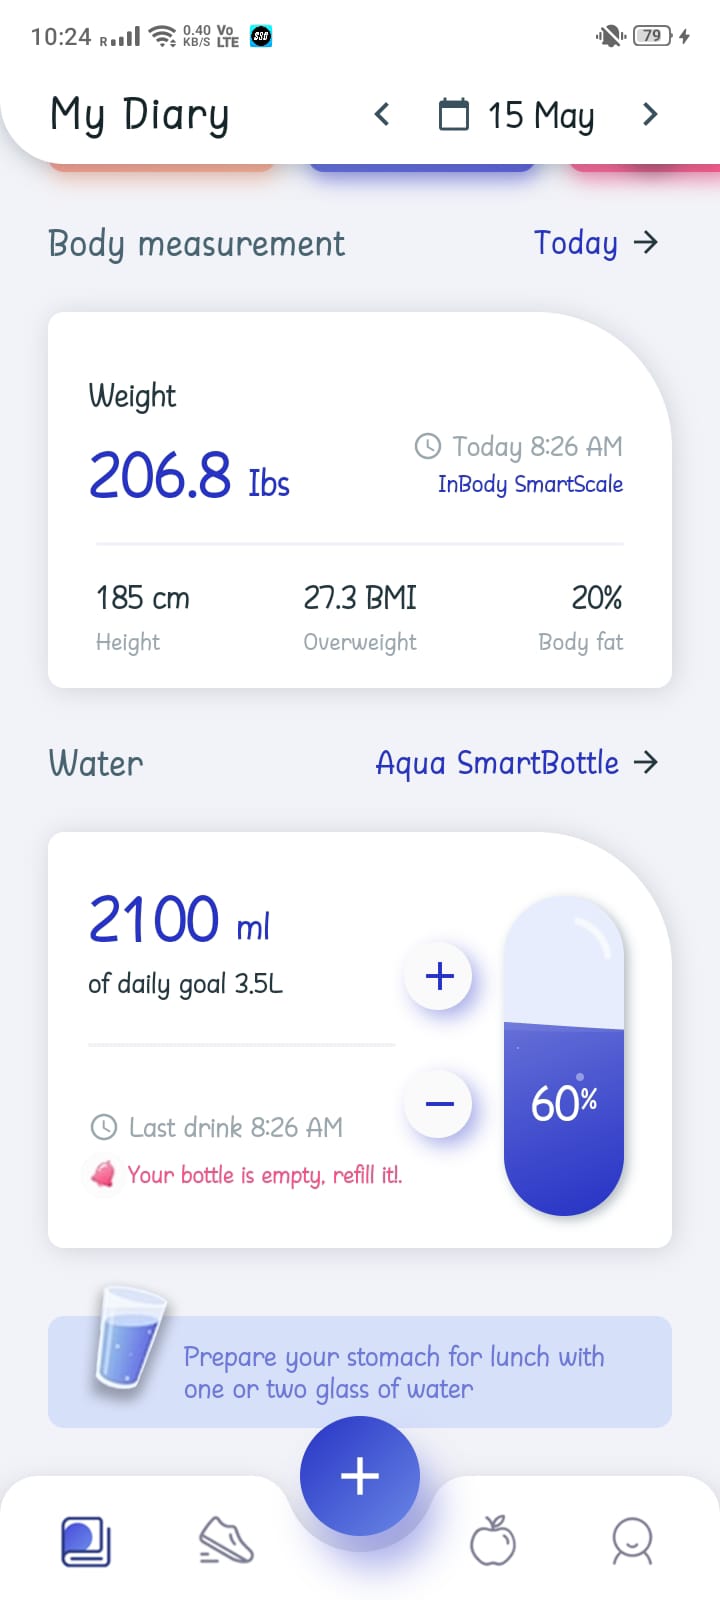 10:24 R 0.40 KB/S Vo LTE 79
My Diary 15 May
Body measurement Today
Weight
206.8 Ibs
Today 8:26 AM
InBody SmartScale
185 cm 27.3 BMI 20%
Height Overweight Body fat
Water Aqua SmartBottle
2100 ml
of daily goal 3.5L
60%
Last drink 8:26 AM
Your bottle is empty, refill it!.
Prepare your stomach for lunch with
one or two glass of water